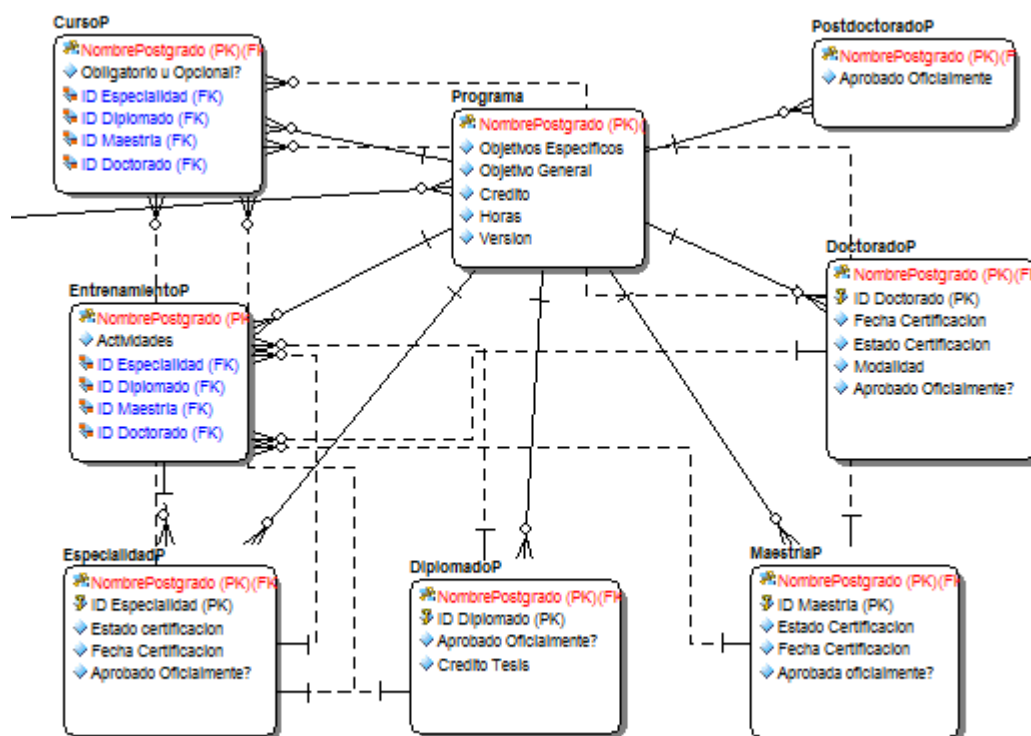 CursoP
NombrePostgrado (PK)(FK)
Obligatorio u Opcional?
ID Especialidad (FK)
ID Diplomado (FK)
ID Maestria (FK)
ID Doctorado (FK)
PostdoctoradoP
NombrePostgrado (PK)(F
Aprobado Oficialmente
Programa
NombrePostgrado (PK)(
Objetivos Específicos
Objetivo General
Credito
Horas
Version
DoctoradoP
NombrePostgrado (PK)(FK
ID Doctorado (PK)
Fecha Certificacion
Estado Certificacion
Modalidad
Aprobado Oficialmente?
EntrenamientoP
NombrePostgrado (PK
Actividades
ID Especialidad (FK)
ID Diplomado (FK)
ID Maestria (FK)
ID Doctorado (FK)
EspecialidadP
NombrePostgrado (PK)(FK
ID Especialidad (PK)
Estado certificacion
Fecha Certificacion
Aprobado Oficialmente?
DiplomadoP
NombrePostgrado (PK)(FK
ID Diplomado (PK)
Aprobado Oficialmente?
Credito Tesis
MaestriaP
NombrePostgrado (PK)(FK
ID Maestria (PK)
Estado Certificacion
Fecha Certificacion
Aprobada oficialmente?